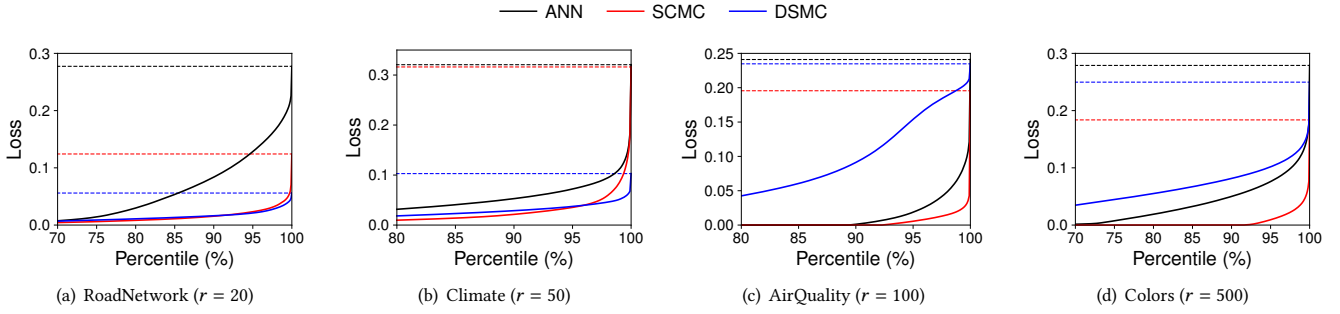 ANN SCMC DSMC
0.3
0.2
0.1
0.0
Loss
70 75 80 85 90 95 100
Percentile (%)
(a) RoadNetwork (r = 20)
0.3
0.2
0.1
0.0
Loss
80 85 90 95 100
Percentile (%)
(b) Climate (r = 50)
0.25
0.20
0.15
0.10
0.05
0.00
Loss
80 85 90 95 100
Percentile (%)
(c) AirQuality (r = 100)
0.3
0.2
0.1
0.0
Loss
70 75 80 85 90 95 100
Percentile (%)
(d) Colors (r = 500)